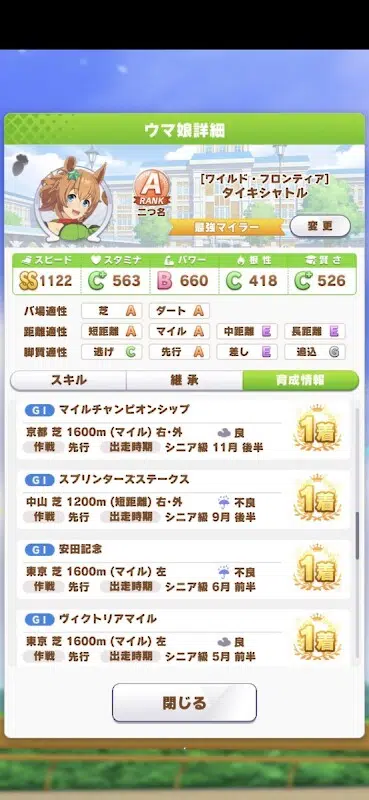 ウマ娘詳細
A
RANK
二つ名
[ワイルド・フロンティア]
タイキシャトル
最強マイラー
変更
スピード スタミナ パワー 根性 賢さ
SS 1122 C+ 563 B 660 C 418 C+ 526
バ場適性 芝 A ダート A
距離適性 短距離 A マイル A 中距離 E 長距離 E
脚質適性 逃げ C 先行 A 差し E 追込 G
スキル 継承 育成情報
GI マイルチャンピオンシップ
京都 芝 1600m (マイル) 右・外 良
作戦 先行 出走時期 シニア級 11月 後半
1着
GI スプリンターズステークス
中山 芝 1200m (短距離) 右・外 不良
作戦 先行 出走時期 シニア級 9月 後半
1着
GI 安田記念
東京 芝 1600m (マイル) 左 不良
作戦 先行 出走時期 シニア級 6月 前半
1着
GI ヴィクトリアマイル
東京 芝 1600m (マイル) 左 良
作戦 先行 出走時期 シニア級 5月 前半
1着
閉じる